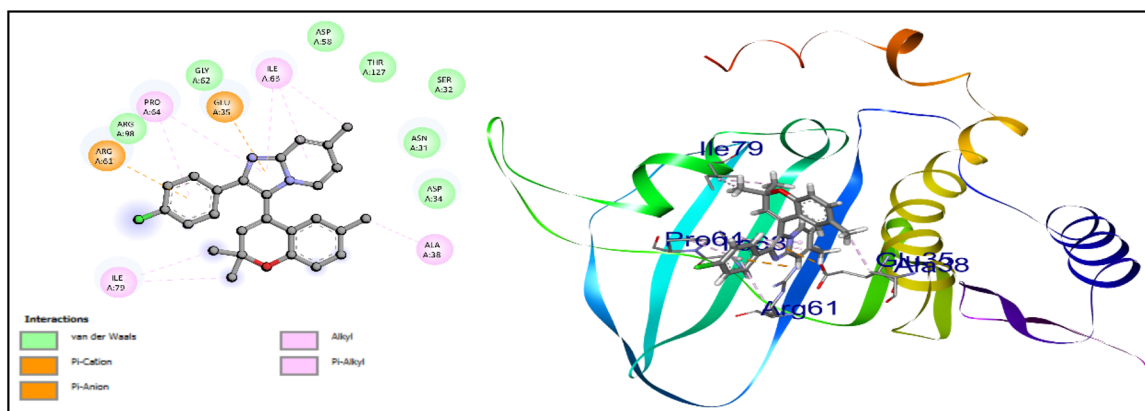 ASP
A:58
GLY
A:62
ILE
A:63
THR
A:127
SER
A:32
PRO
A:64
GLU
A:35
ARG
A:98
ARG
A:61
ASN
A:31
ASP
A:34
ALA
A:38
ILE
A:79
Interactions
van der Waals
Pi-Cation
Pi-Anion
Alkyl
Pi-Alkyl
Ile79
Glu35
Ala38
Arg61